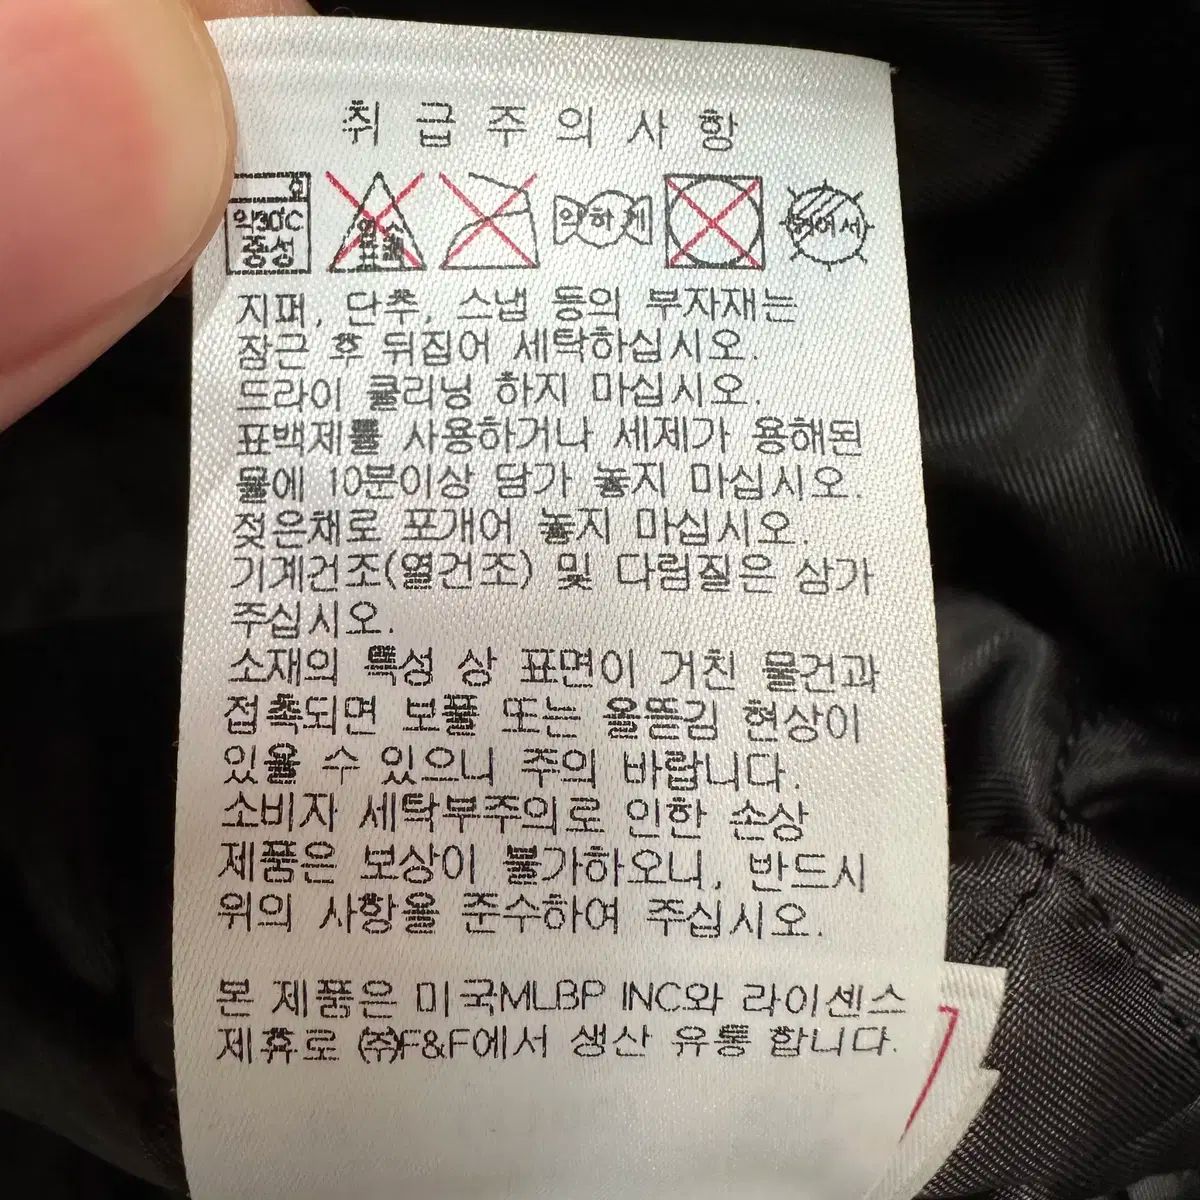 취급주의사항
약30℃
중성
염소
표백
약하게
뉘어서
지퍼, 단추, 스냅 등의 부자재는
잠근 후 뒤집어 세탁하십시오.
드라이 클리닝 하지 마십시오.
표백제를 사용하거나 세제가 용해된
물에 10분이상 담가 놓지 마십시오.
젖은채로 포개어 놓지 마십시오.
기계건조(열건조) 및 다림질은 삼가
주십시오.
소재의 특성 상 표면이 거친 물건과
접촉되면 보풀 또는 올뜯김 현상이
있을 수 있으니 주의 바랍니다.
소비자 세탁부주의로 인한 손상
제품은 보상이 불가하오니, 반드시
위의 사항을 준수하여 주십시오.
본 제품은 미국MLBP INC와 라이센스
제휴로 ㈜F&F에서 생산 유통 합니다.